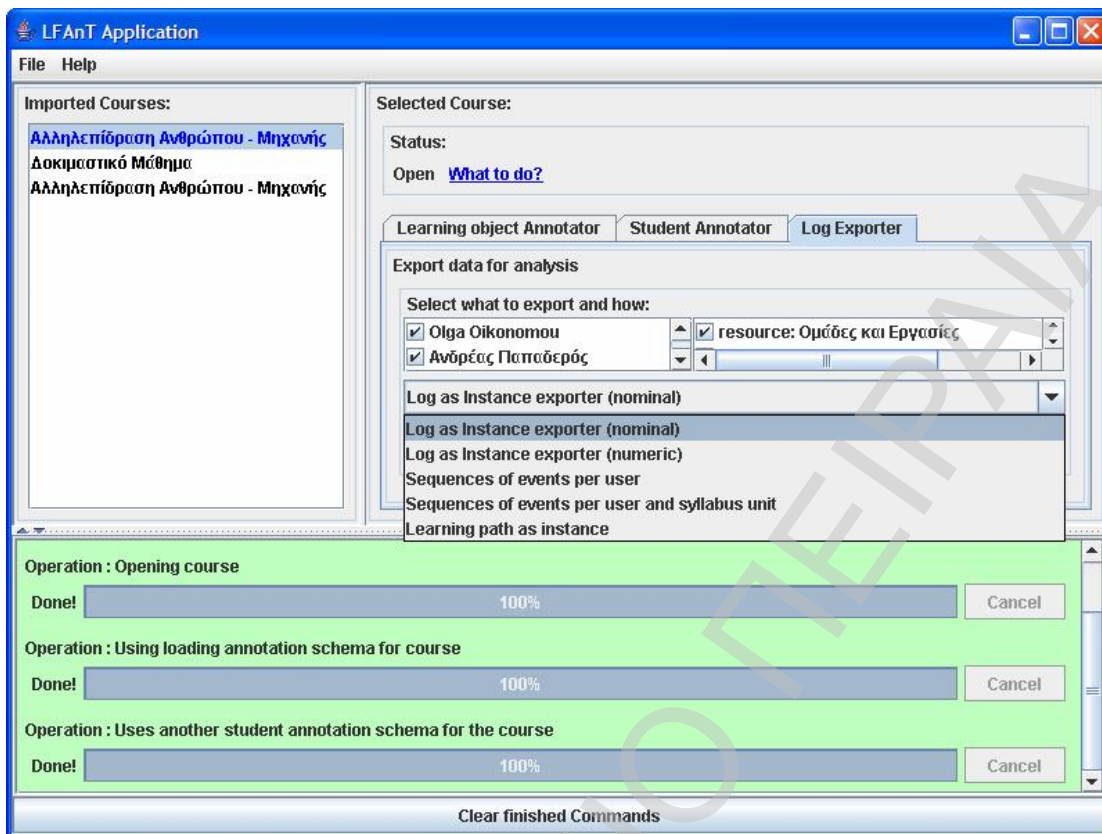 LFAnT Application
File Help
Imported Courses:
Αλληλεπίδραση Ανθρώπου - Μηχανής
Δοκιμαστικό Μάθημα
Αλληλεπίδραση Ανθρώπου - Μηχανής
Selected Course:
Status:
Open What to do?
Learning object Annotator Student Annotator Log Exporter
Export data for analysis
Select what to export and how:
Olga Oikonomou
Ανδρέας Παπαδερός
resource: Ομάδες και Εργασίες
Log as Instance exporter (nominal)
Log as Instance exporter (nominal)
Log as Instance exporter (numeric)
Sequences of events per user
Sequences of events per user and syllabus unit
Learning path as instance
Operation : Opening course
Done! 100% Cancel
Operation : Using loading annotation schema for course
Done! 100% Cancel
Operation : Uses another student annotation schema for the course
Done! 100% Cancel
Clear finished Commands
ΠΕΙΡΑΙΑ